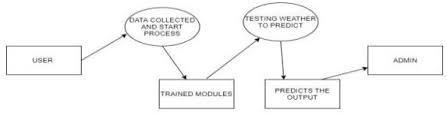 USER
DATA COLLECTED
AND START
PROCESS
TRAINED MODULES
TESTING WEATHER
TO PREDICT
PREDICTS THE
OUTPUT
ADMIN